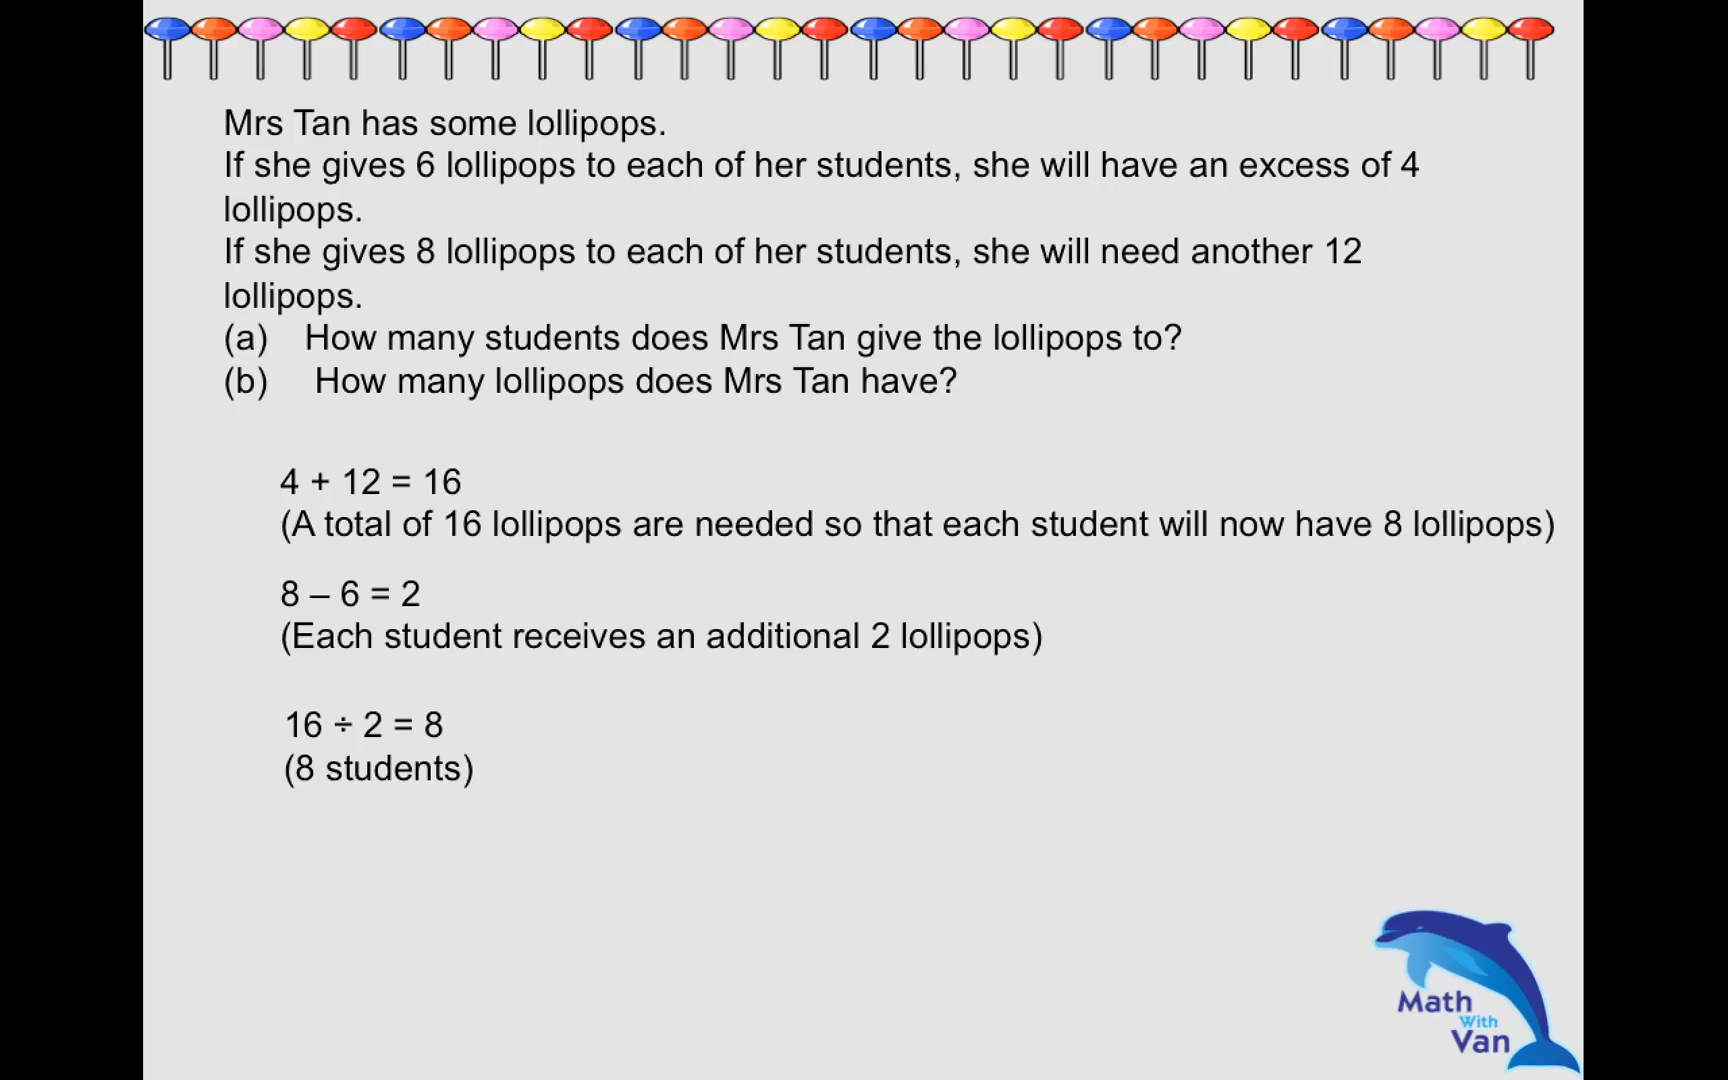 Mrs Tan has some lollipops.
If she gives 6 lollipops to each of her students, she will have an excess of 4
lollipops.
If she gives 8 lollipops to each of her students, she will need another 12
lollipops.
(a) How many students does Mrs Tan give the lollipops to?
(b) How many lollipops does Mrs Tan have?
4 + 12 = 16
(A total of 16 lollipops are needed so that each student will now have 8 lollipops)
8 – 6 = 2
(Each student receives an additional 2 lollipops)
16 ÷ 2 = 8
(8 students)
Math
With
Van